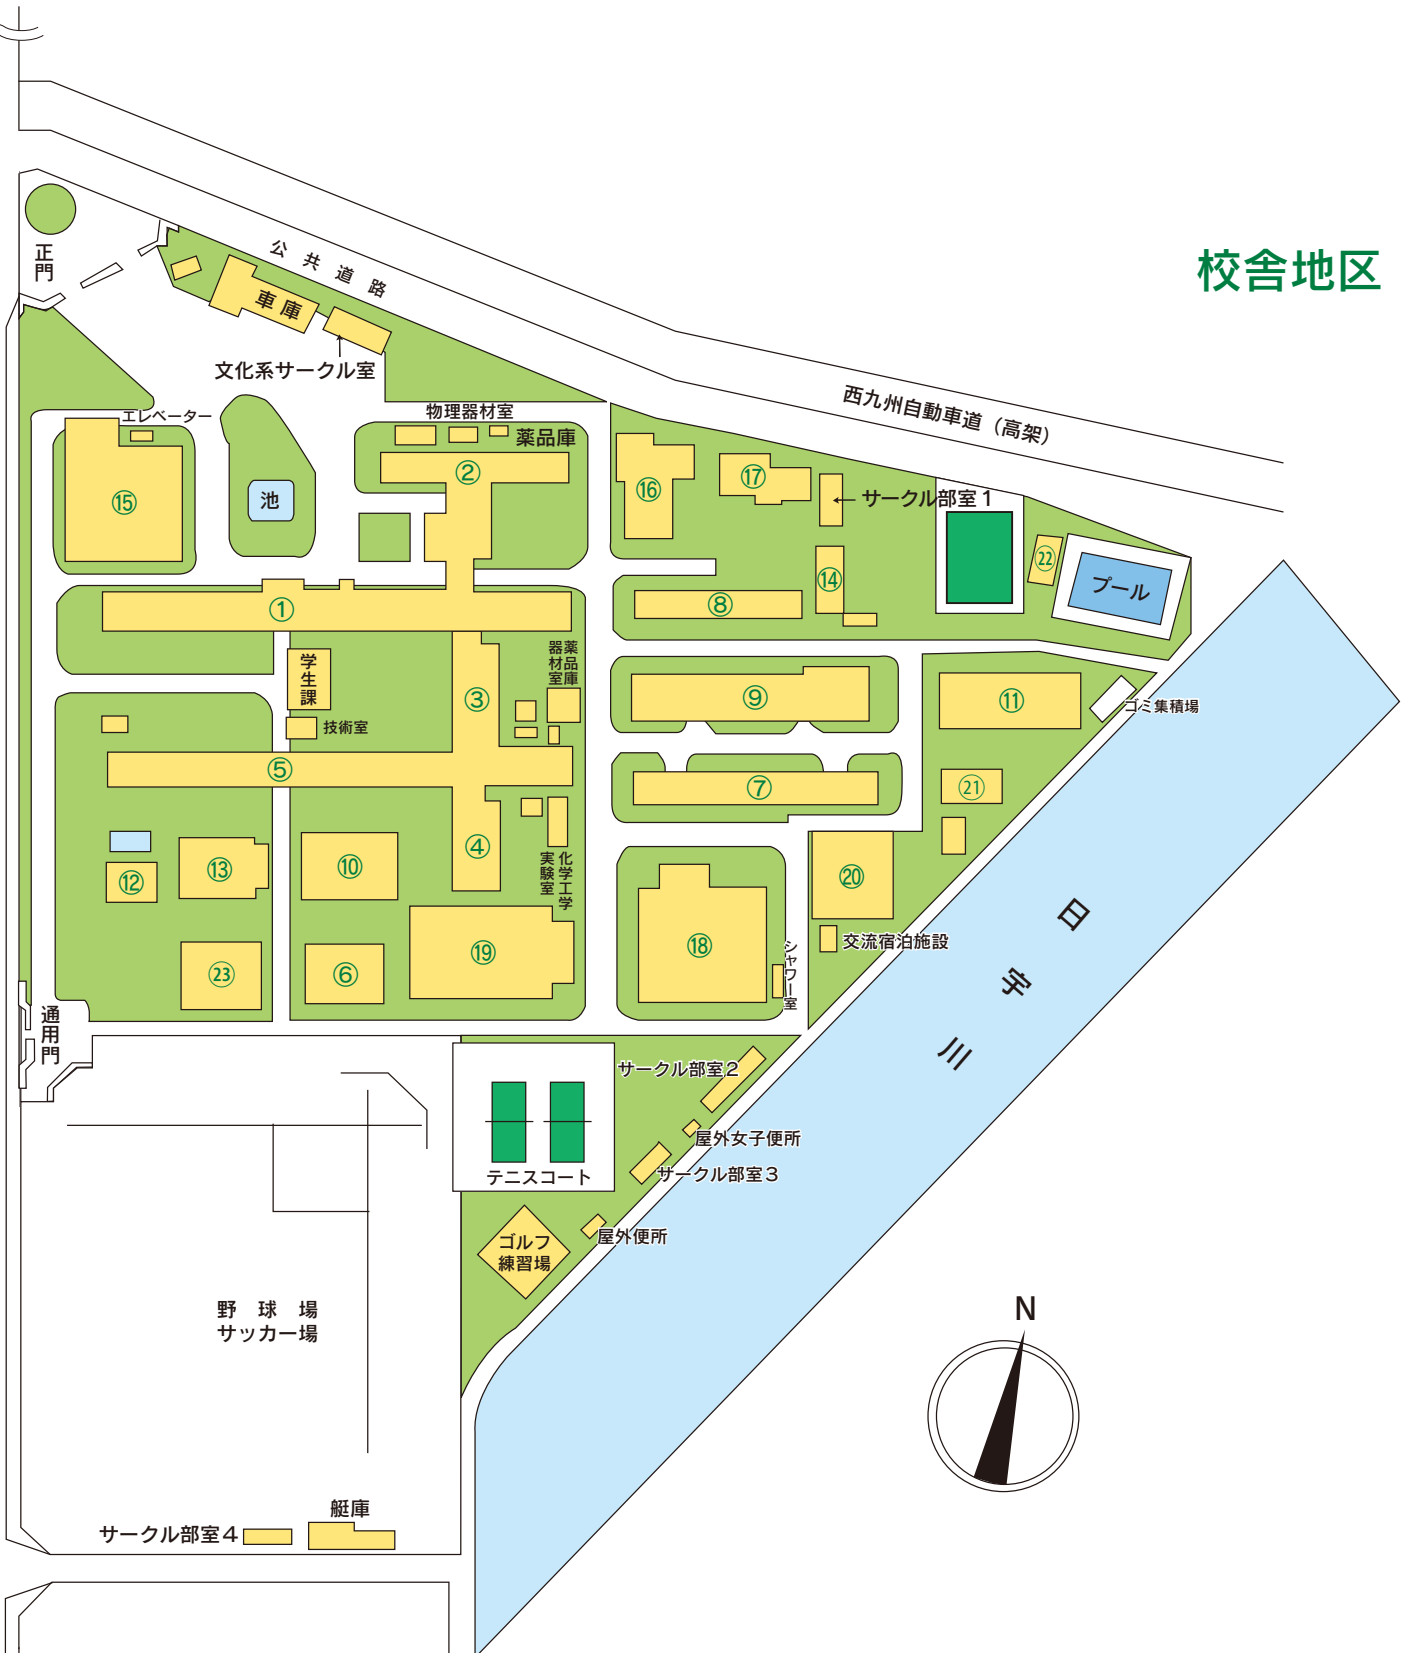 校舎地区
正門
公共道路
車庫
文化系サークル室
西九州自動車道（高架）
エレベーター
物理器材室
薬品庫
②
⑮
池
⑯
⑰
サークル部室１
㉒
プール
⑭
①
⑧
学生課
薬品庫
器材室
③
⑨
⑪
ゴミ集積場
技術室
⑤
⑦
㉑
④
⑫
⑬
⑩
化学工学
実験室
⑳
交流宿泊施設
⑱
シャワー室
㉓
⑥
⑲
日宇川
通用門
サークル部室２
屋外女子便所
サークル部室３
テニスコート
屋外便所
ゴルフ
練習場
野球場
サッカー場
N
艇庫
サークル部室４